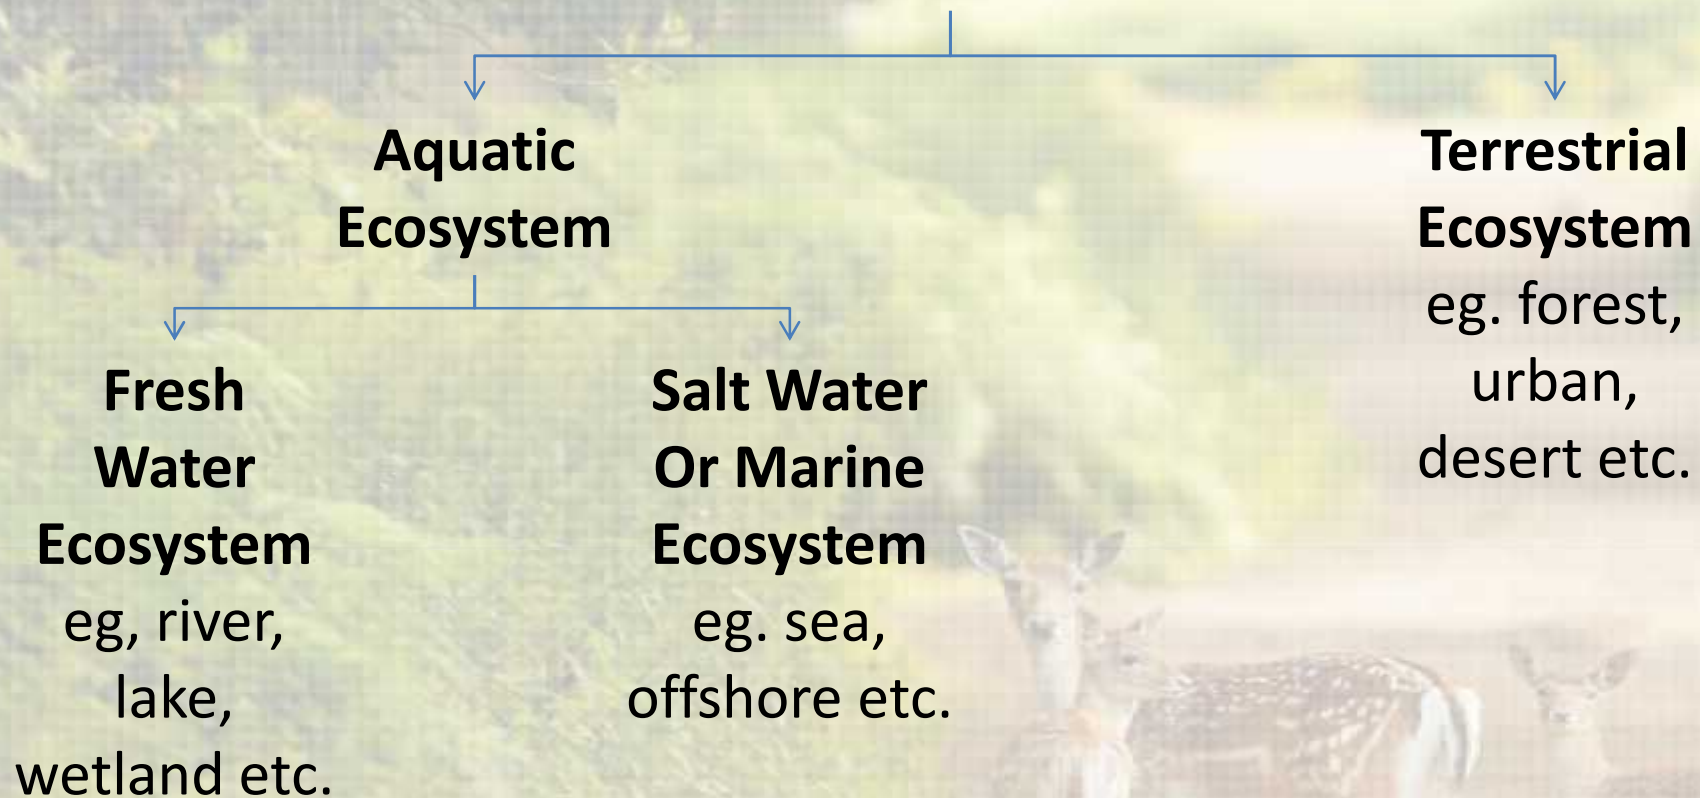 Aquatic
Ecosystem
Terrestrial
Ecosystem
eg. forest,
urban,
desert etc.
Fresh
Water
Ecosystem
eg, river,
lake,
wetland etc.
Salt Water
Or Marine
Ecosystem
eg. sea,
offshore etc.